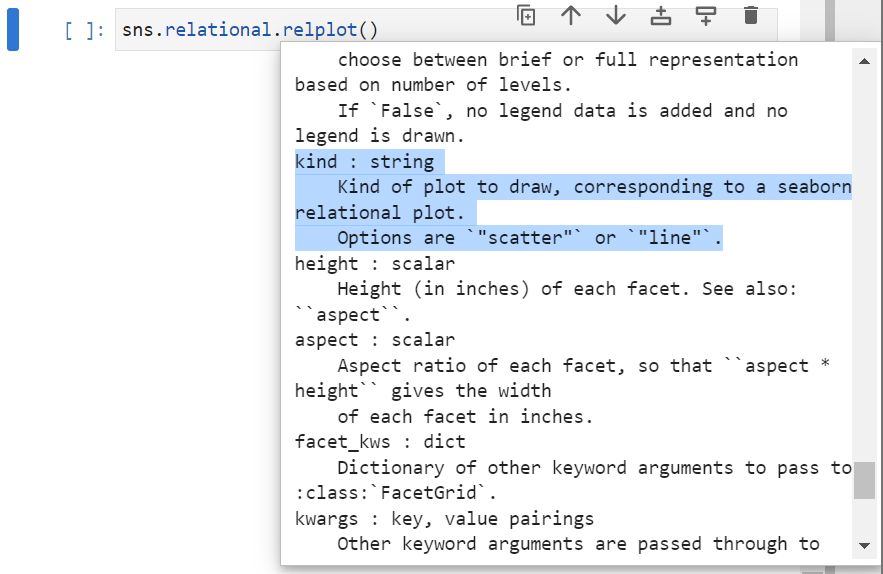 [ ]: sns.relational.relplot()
choose between brief or full representation
based on number of levels.
If `False`, no legend data is added and no
legend is drawn.
kind : string
Kind of plot to draw, corresponding to a seaborn
relational plot.
Options are `"scatter"` or `"line"`.
height : scalar
Height (in inches) of each facet. See also:
``aspect``.
aspect : scalar
Aspect ratio of each facet, so that ``aspect *
height`` gives the width
of each facet in inches.
facet_kws : dict
Dictionary of other keyword arguments to pass to
:class:`FacetGrid`.
kwargs : key, value pairings
Other keyword arguments are passed through to